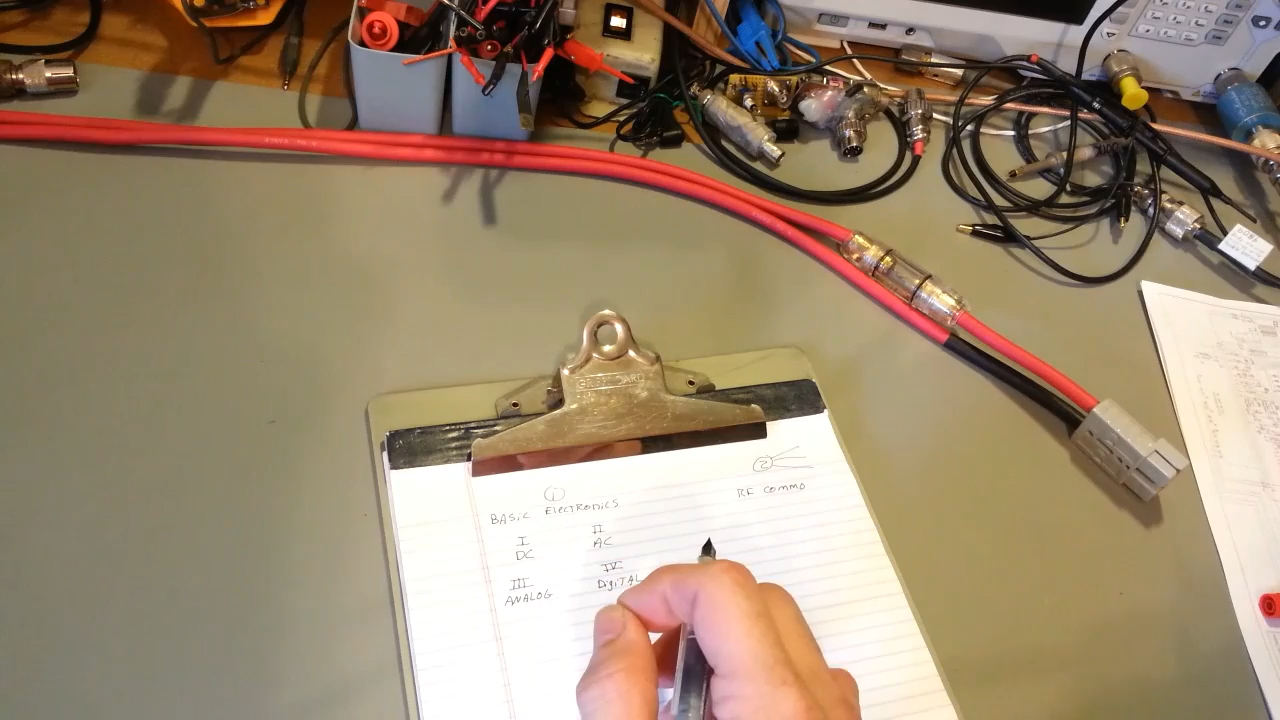 ①
BASIC ELECTRONICS
I
DC
II
AC
III
ANALOG
IV
DigiTAL
②
RF COMMO